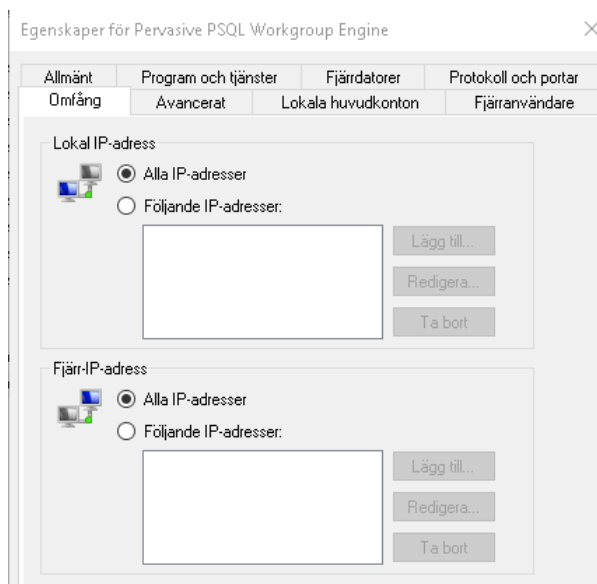 Egenskaper för Pervasive PSQL Workgroup Engine
Allmänt Program och tjänster Fjärrdatorer Protokoll och portar
Omfång Avancerat Lokala huvudkonton Fjärranvändare
Lokal IP-adress
Alla IP-adresser
Följande IP-adresser:
Lägg till...
Redigera...
Ta bort
Fjärr-IP-adress
Alla IP-adresser
Följande IP-adresser:
Lägg till...
Redigera...
Ta bort